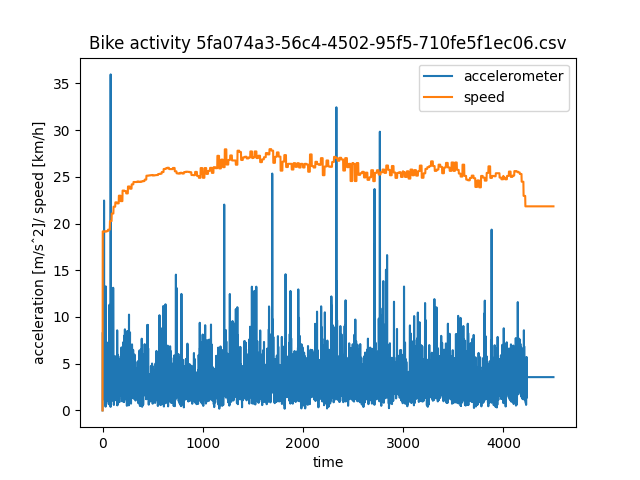 Bike activity 5fa074a3-56c4-4502-95f5-710fe5f1ec06.csv
accelerometer
speed
acceleration [m/s^2]/ speed [km/h]
35
30
25
20
15
10
5
0
0 1000 2000 3000 4000
time